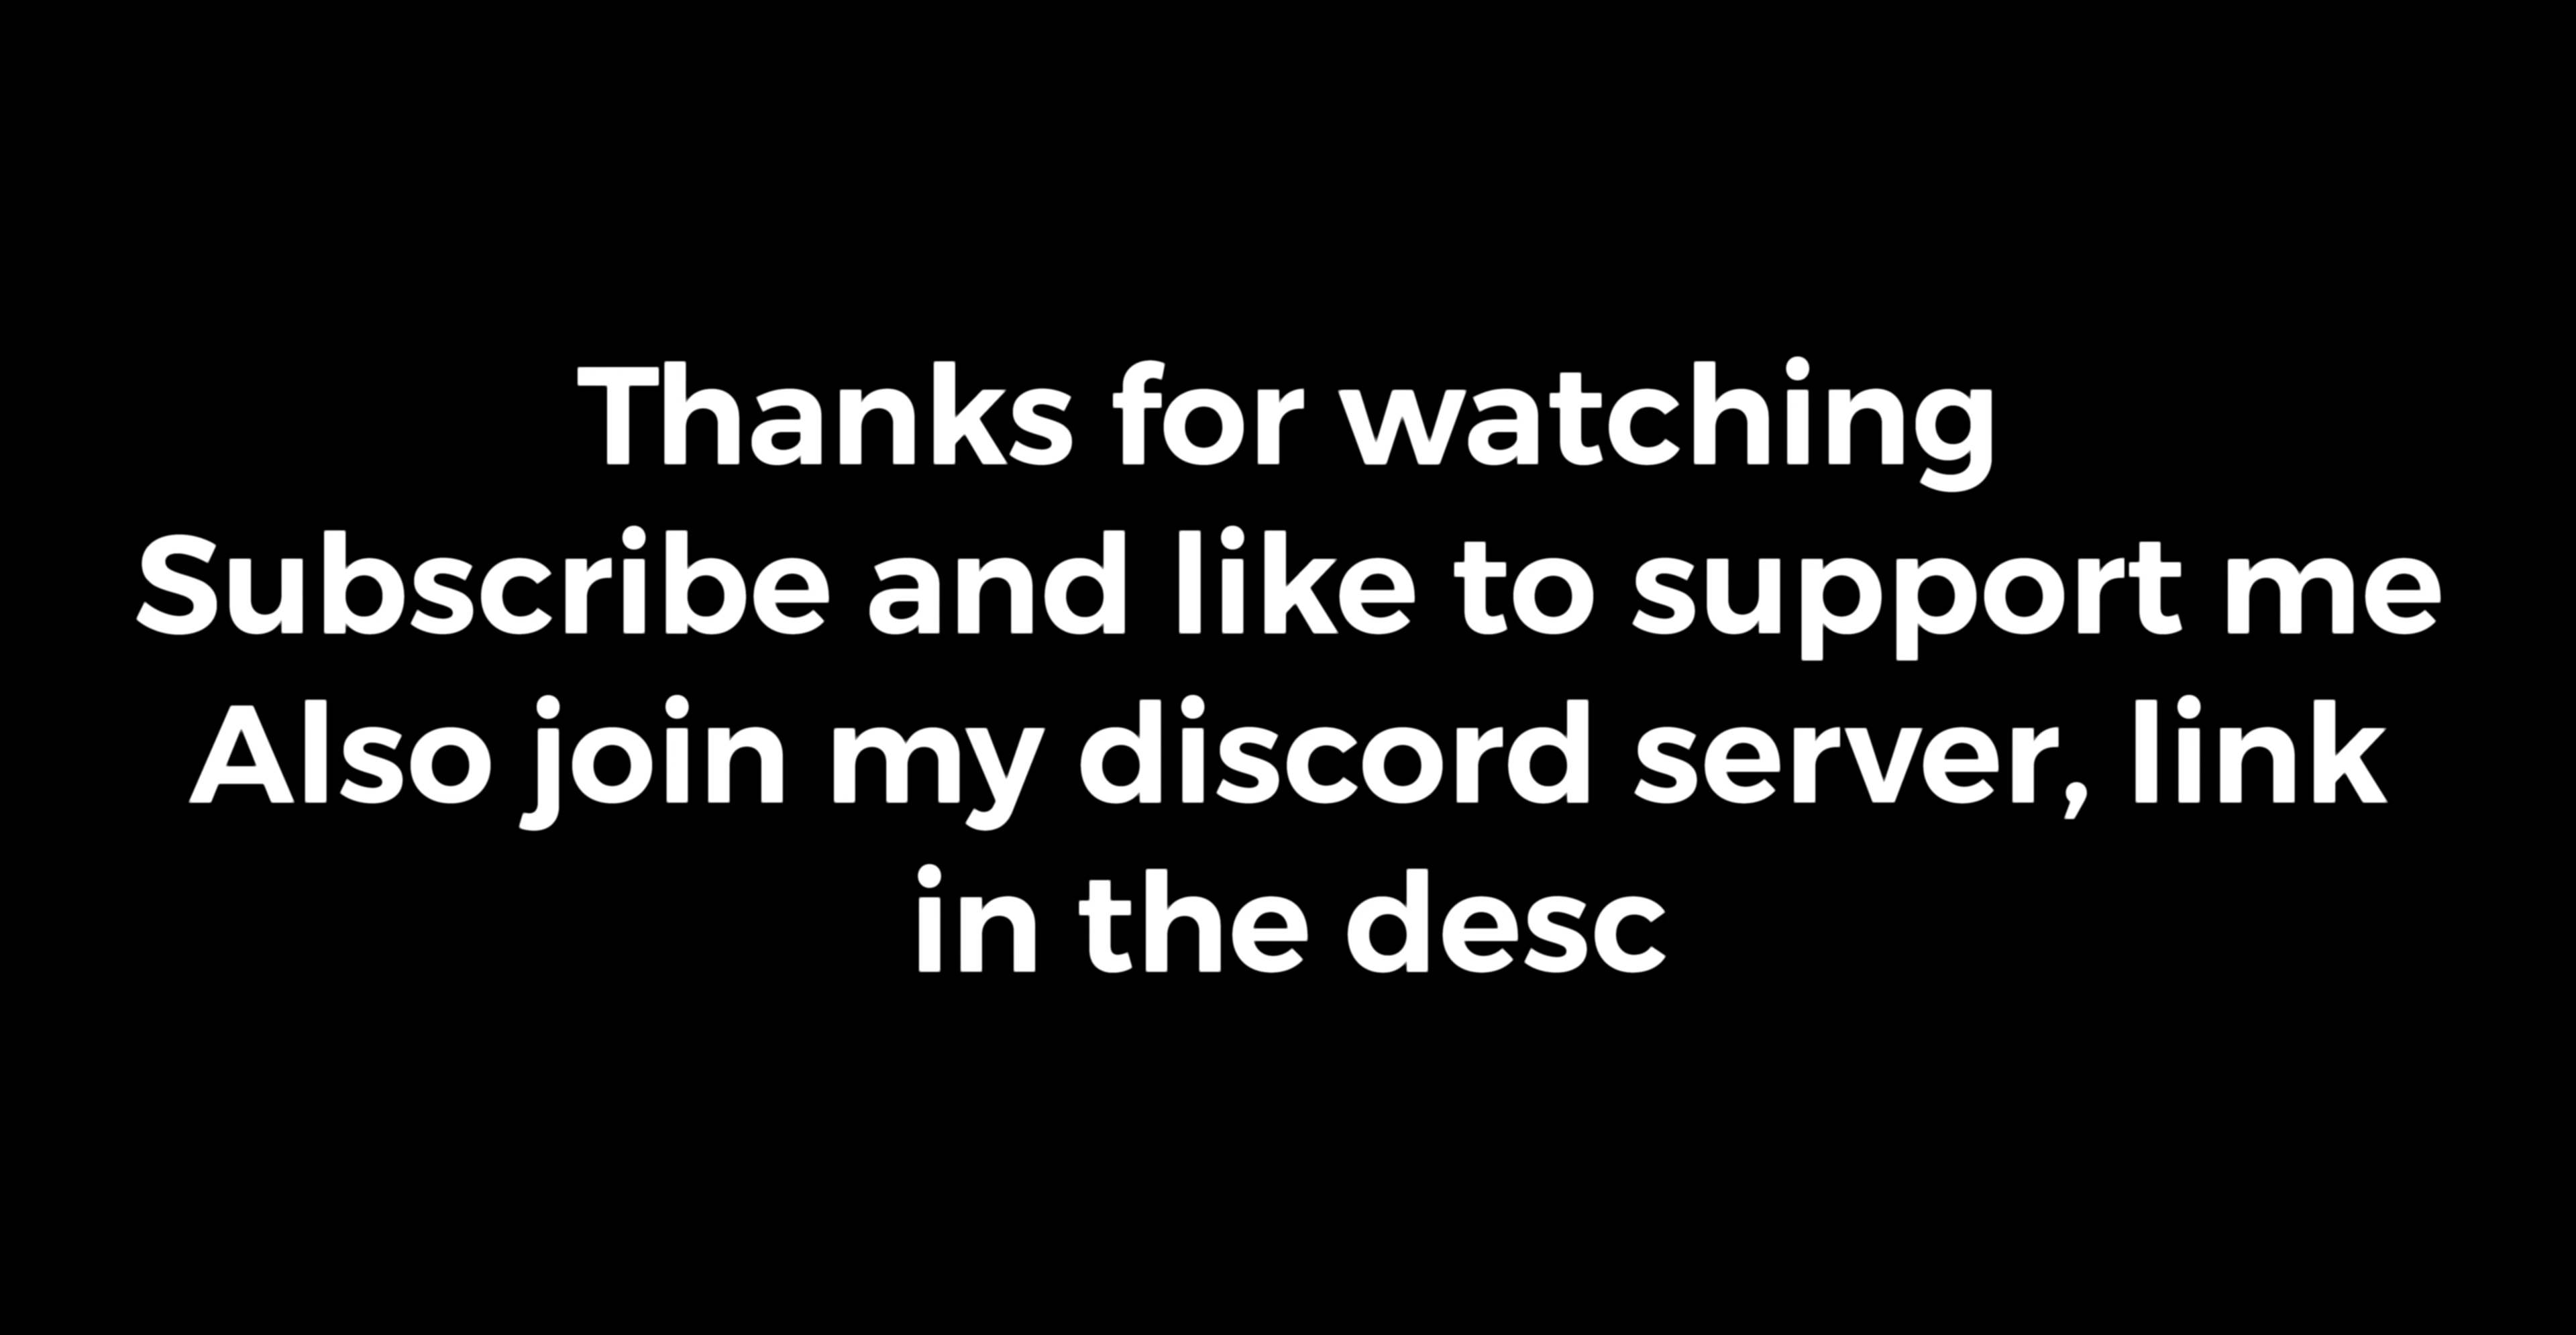 Thanks for watching
Subscribe and like to support me
Also join my discord server, link
in the desc